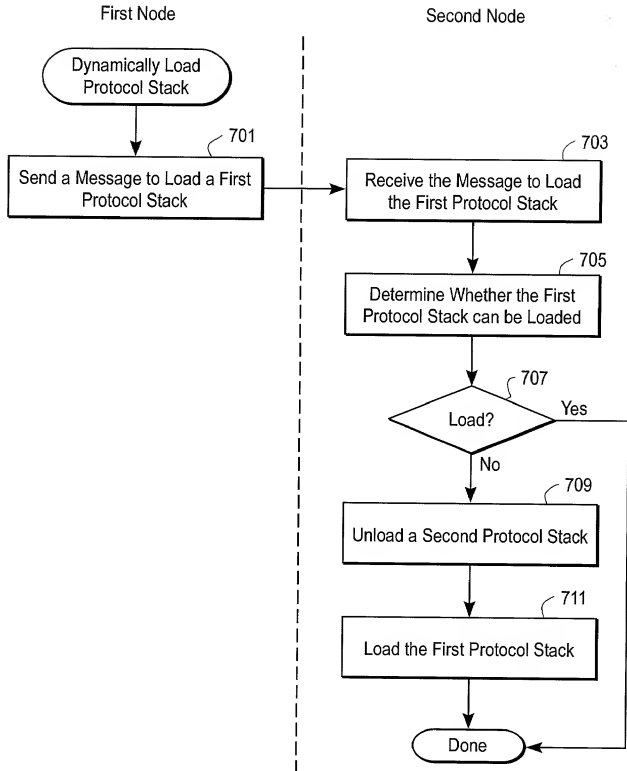 First Node
Second Node
Dynamically Load
Protocol Stack
701
Send a Message to Load a First
Protocol Stack
703
Receive the Message to Load
the First Protocol Stack
705
Determine Whether the First
Protocol Stack can be Loaded
707
Load?
Yes
No
709
Unload a Second Protocol Stack
711
Load the First Protocol Stack
Done